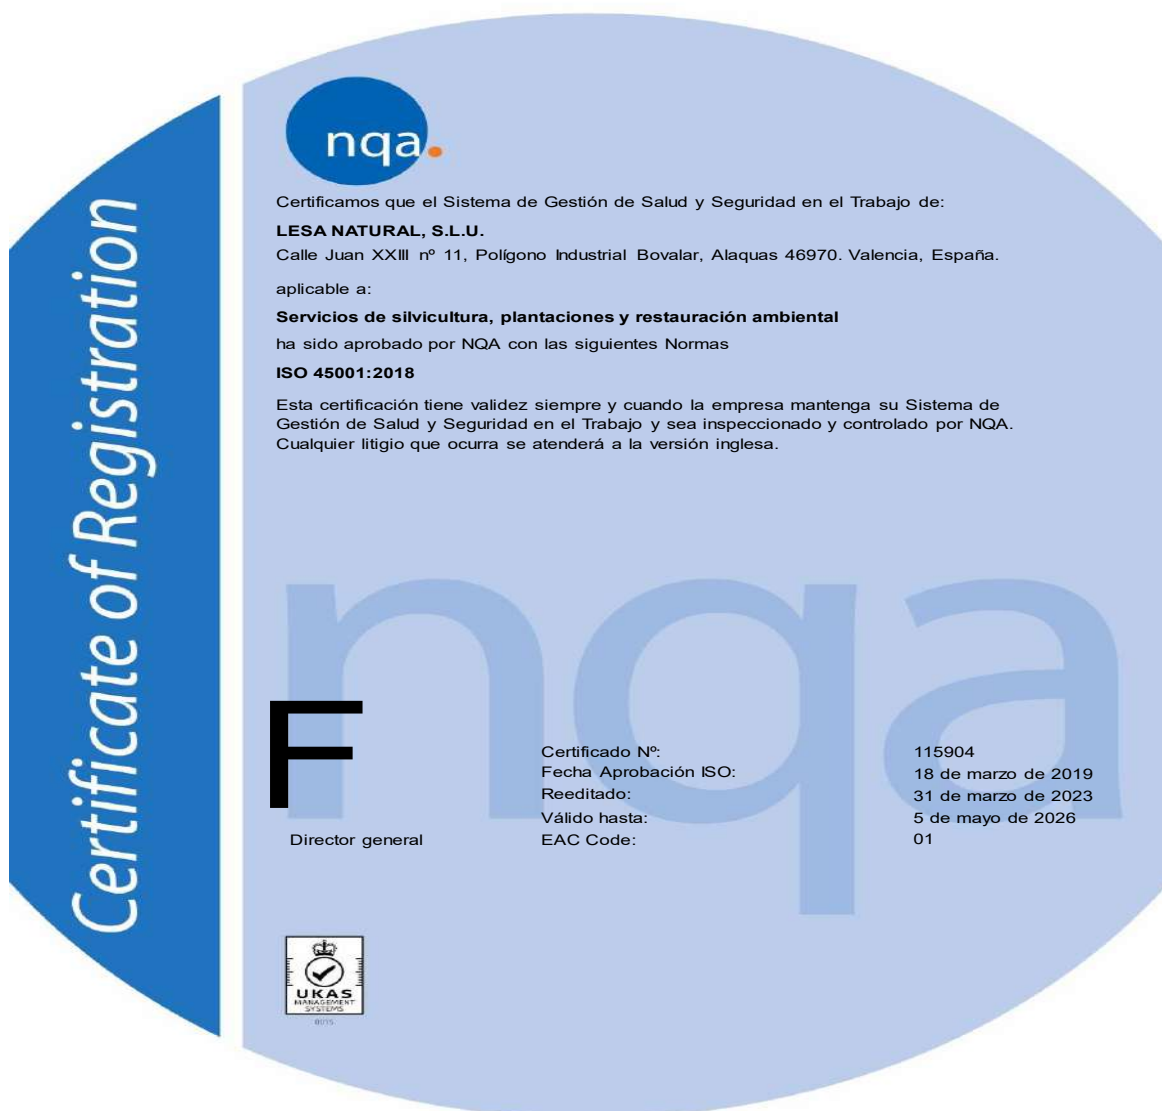 Certificate of Registration
nqa.
Certificamos que el Sistema de Gestión de Salud y Seguridad en el Trabajo de:
LESA NATURAL, S.L.U.
Calle Juan XXIII nº 11, Polígono Industrial Bovalar, Alaquas 46970. Valencia, España.
aplicable a:
Servicios de silvicultura, plantaciones y restauración ambiental
ha sido aprobado por NQA con las siguientes Normas
ISO 45001:2018
Esta certificación tiene validez siempre y cuando la empresa mantenga su Sistema de
Gestión de Salud y Seguridad en el Trabajo y sea inspeccionado y controlado por NQA.
Cualquier litigio que ocurra se atenderá a la versión inglesa.
nqa
F
Director general
Certificado Nº: 115904
Fecha Aprobación ISO: 18 de marzo de 2019
Reeditado: 31 de marzo de 2023
Válido hasta: 5 de mayo de 2026
EAC Code: 01
UKAS
MANAGEMENT
SYSTEMS